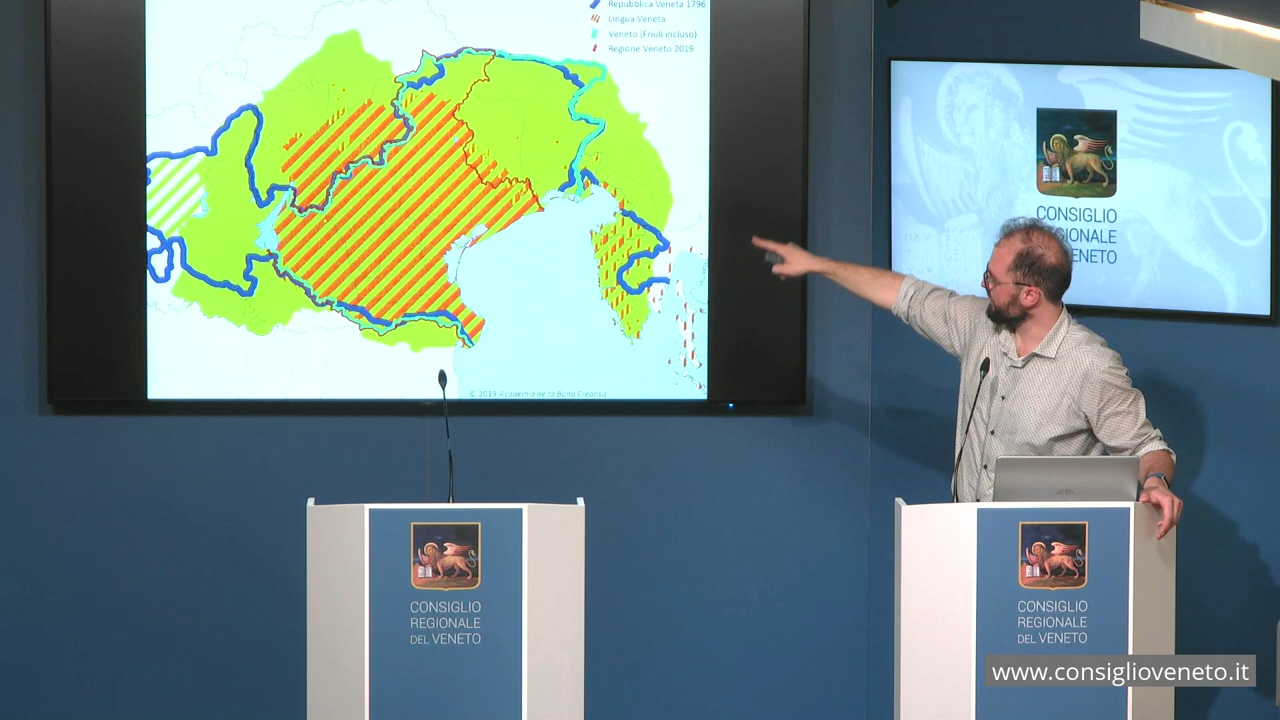 Repubblica Veneta 1796
Lingua Veneta
Veneto (friuli incluso)
Regione Veneto 2019
© 2019 Academia de la Bona Creansa
CONSIGLIO
REGIONALE
VENETO
CONSIGLIO
REGIONALE
DEL VENETO
CONSIGLIO
REGIONALE
DEL VENETO
www.consiglioveneto.it